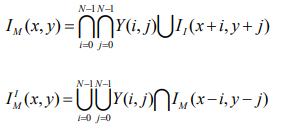 I_M(x,y) = ⋂_{i=0}^{N-1} ⋂_{j=0}^{N-1} Y(i,j) ⋃ I_I(x+i, y+j)
I_M^I(x,y) = ⋃_{i=0}^{N-1} ⋃_{j=0}^{N-1} Y(i,j) ⋂ I_M(x-i, y-j)